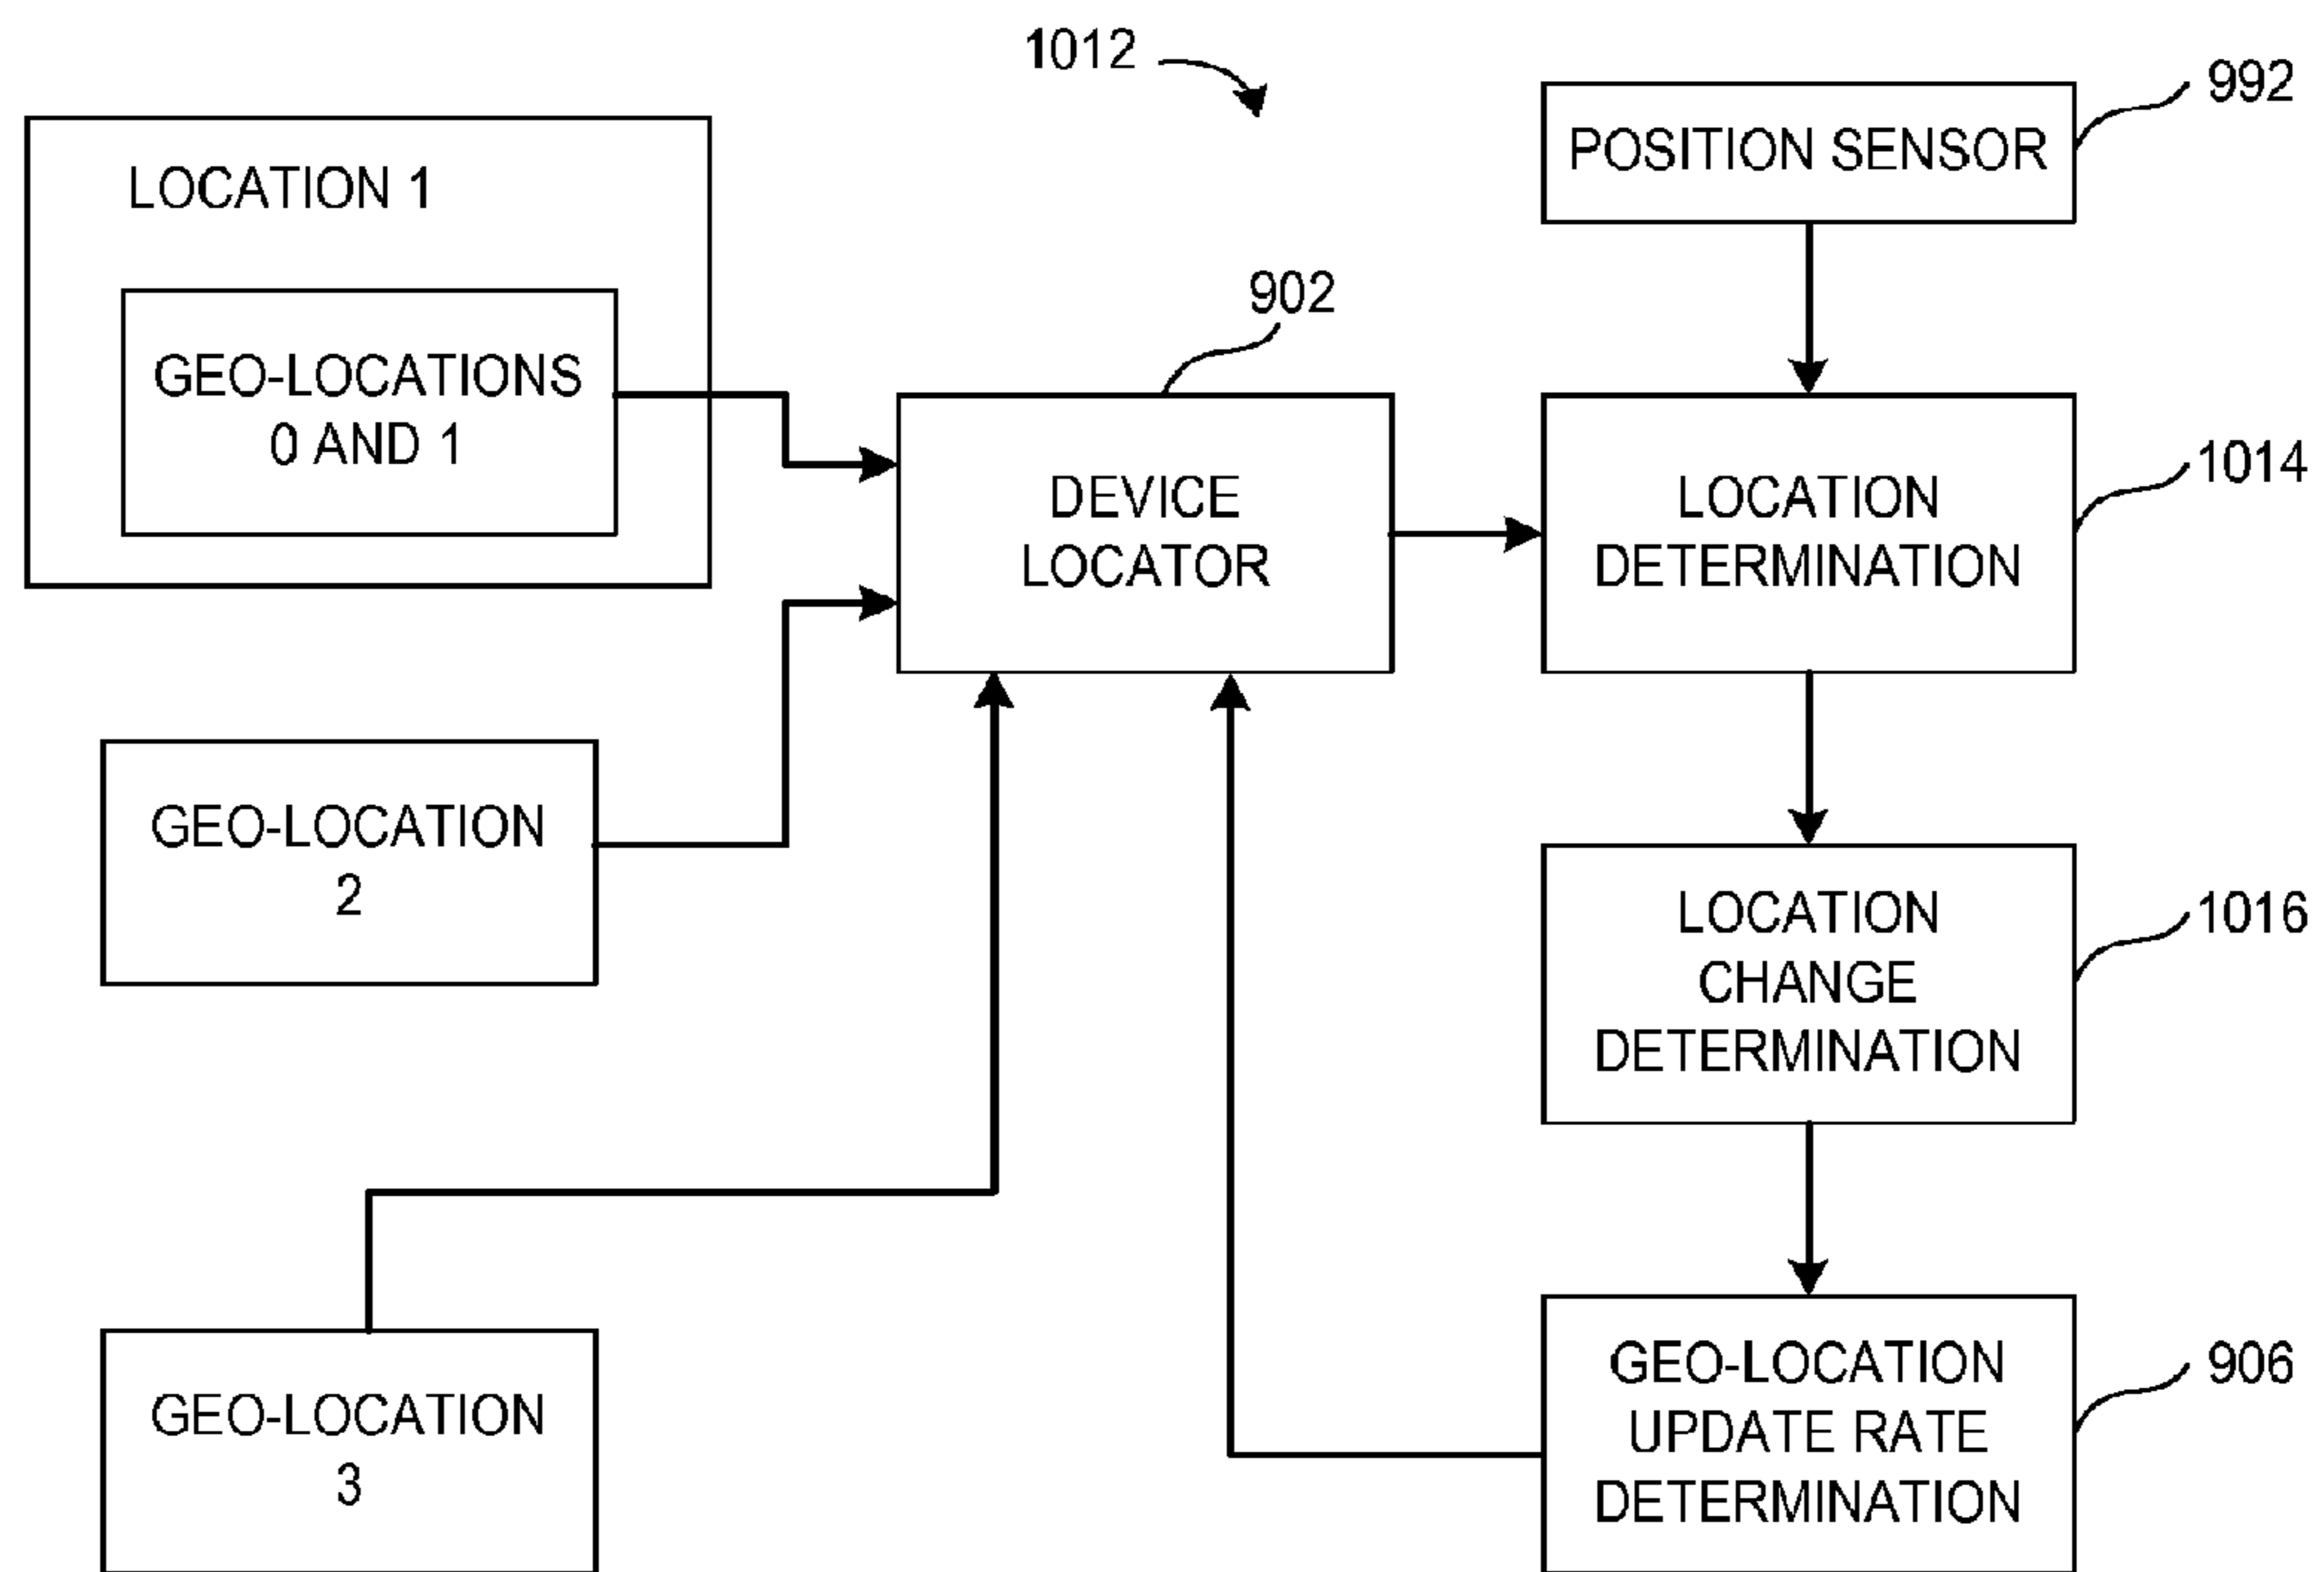 1012
992
POSITION SENSOR
LOCATION 1
GEO-LOCATIONS
0 AND 1
902
DEVICE
LOCATOR
LOCATION
DETERMINATION
1014
GEO-LOCATION
2
LOCATION
CHANGE
DETERMINATION
1016
GEO-LOCATION
3
GEO-LOCATION
UPDATE RATE
DETERMINATION
906